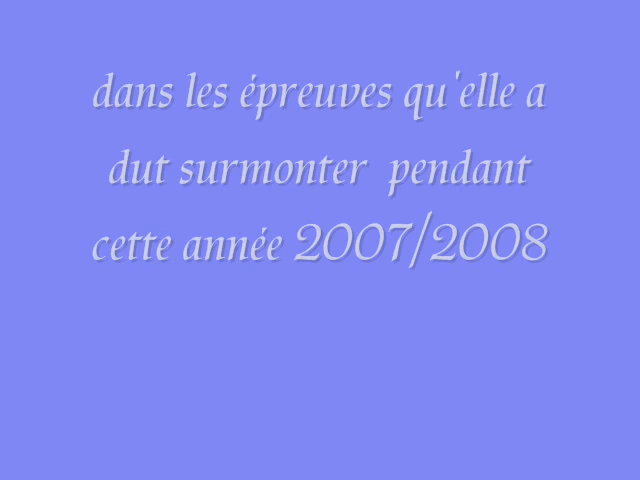 dans les épreuves qu'elle a
dut surmonter pendant
cette année 2007/2008